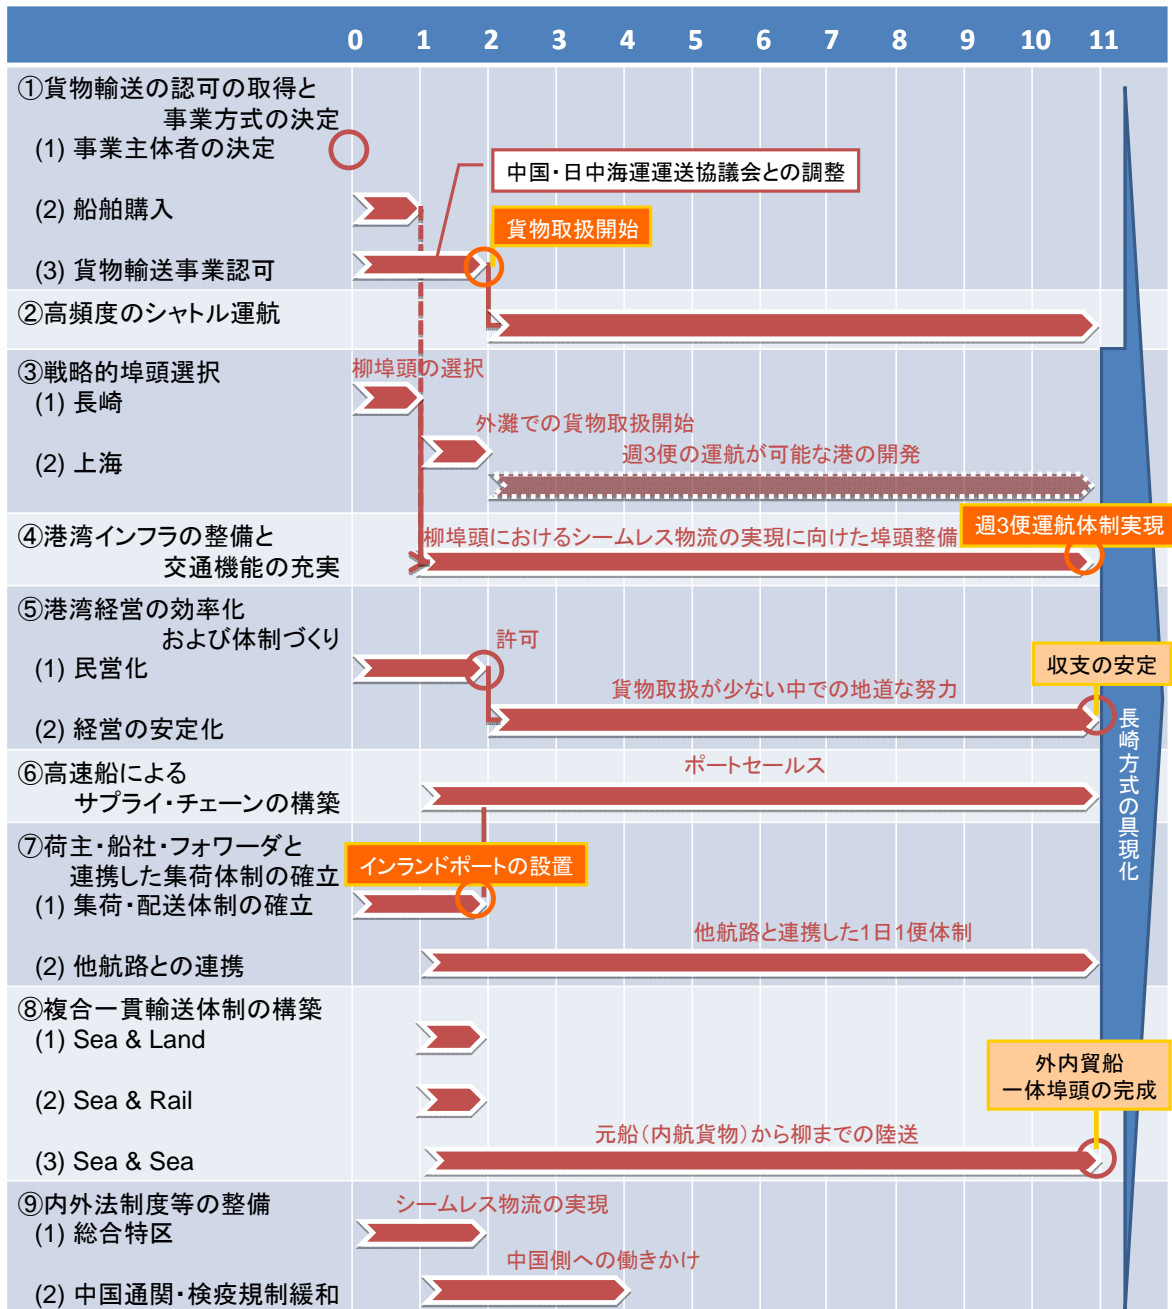 0 1 2 3 4 5 6 7 8 9 10 11
①貨物輸送の認可の取得と
事業方式の決定
(1) 事業主体者の決定
中国・日中海運運送協議会との調整
(2) 船舶購入
貨物取扱開始
(3) 貨物輸送事業認可
②高頻度のシャトル運航
③戦略的埠頭選択
柳埠頭の選択
(1) 長崎
外灘での貨物取扱開始
(2) 上海
週3便の運航が可能な港の開発
④港湾インフラの整備と
交通機能の充実
柳埠頭におけるシームレス物流の実現に向けた埠頭整備
週3便運航体制実現
⑤港湾経営の効率化
および体制づくり
許可
(1) 民営化
収支の安定
貨物取扱が少ない中での地道な努力
(2) 経営の安定化
長崎方式の具現化
⑥高速船による
サプライ・チェーンの構築
ポートセールス
⑦荷主・船社・フォワーダと
連携した集荷体制の確立
インランドポートの設置
(1) 集荷・配送体制の確立
他航路と連携した1日1便体制
(2) 他航路との連携
⑧複合一貫輸送体制の構築
(1) Sea & Land
外内貿船
一体埠頭の完成
(2) Sea & Rail
元船(内航貨物)から柳までの陸送
(3) Sea & Sea
⑨内外法制度等の整備
シームレス物流の実現
(1) 総合特区
中国側への働きかけ
(2) 中国通関・検疫規制緩和